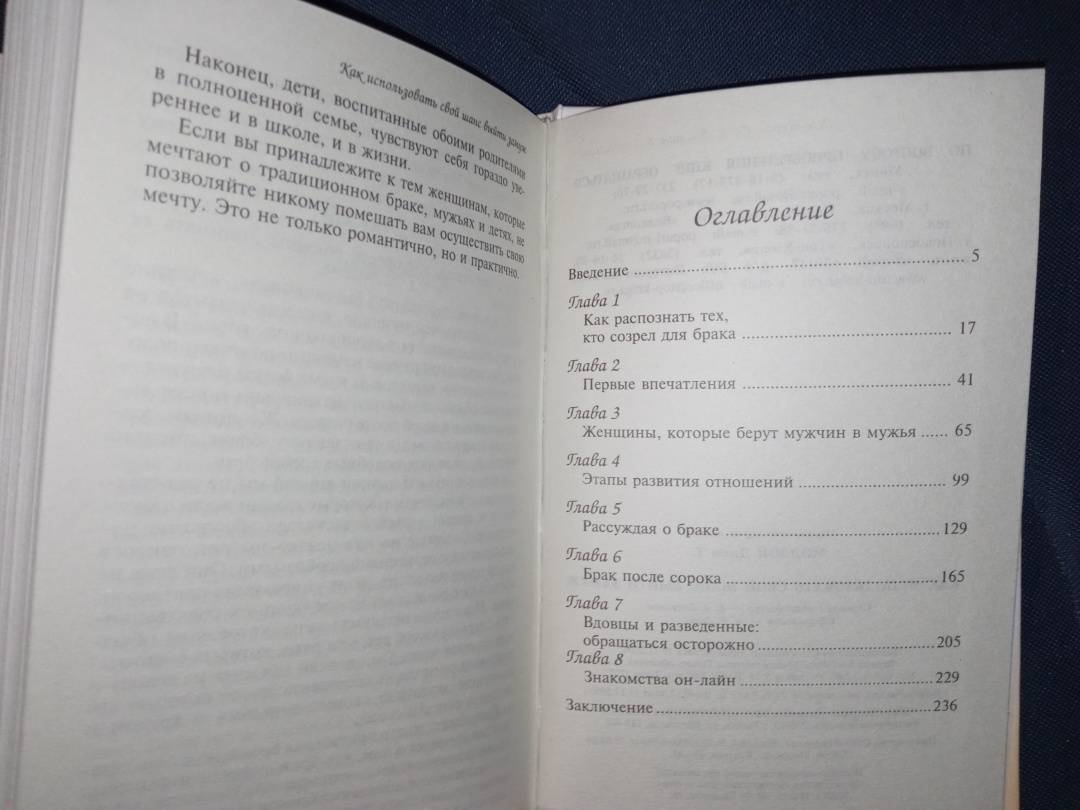 Как использовать свой шанс выйти замуж
Наконец, дети, воспитанные обоими родителями
в полноценной семье, чувствуют себя гораздо уве-
реннее и в школе, и в жизни.
Если вы принадлежите к тем женщинам, которые
мечтают о традиционном браке, мужьях и детях, не
позволяйте никому помешать вам осуществить свою
мечту. Это не только романтично, но и практично.
Оглавление
Введение ............ 5
Глава 1
Как распознать тех,
кто созрел для брака ............ 17
Глава 2
Первые впечатления ............ 41
Глава 3
Женщины, которые берут мужчин в мужья ...... 65
Глава 4
Этапы развития отношений ............ 99
Глава 5
Рассуждая о браке ............ 129
Глава 6
Брак после сорока ............ 165
Глава 7
Вдовцы и разведенные:
обращаться осторожно ............ 205
Глава 8
Знакомства он-лайн ............ 229
Заключение ............ 236